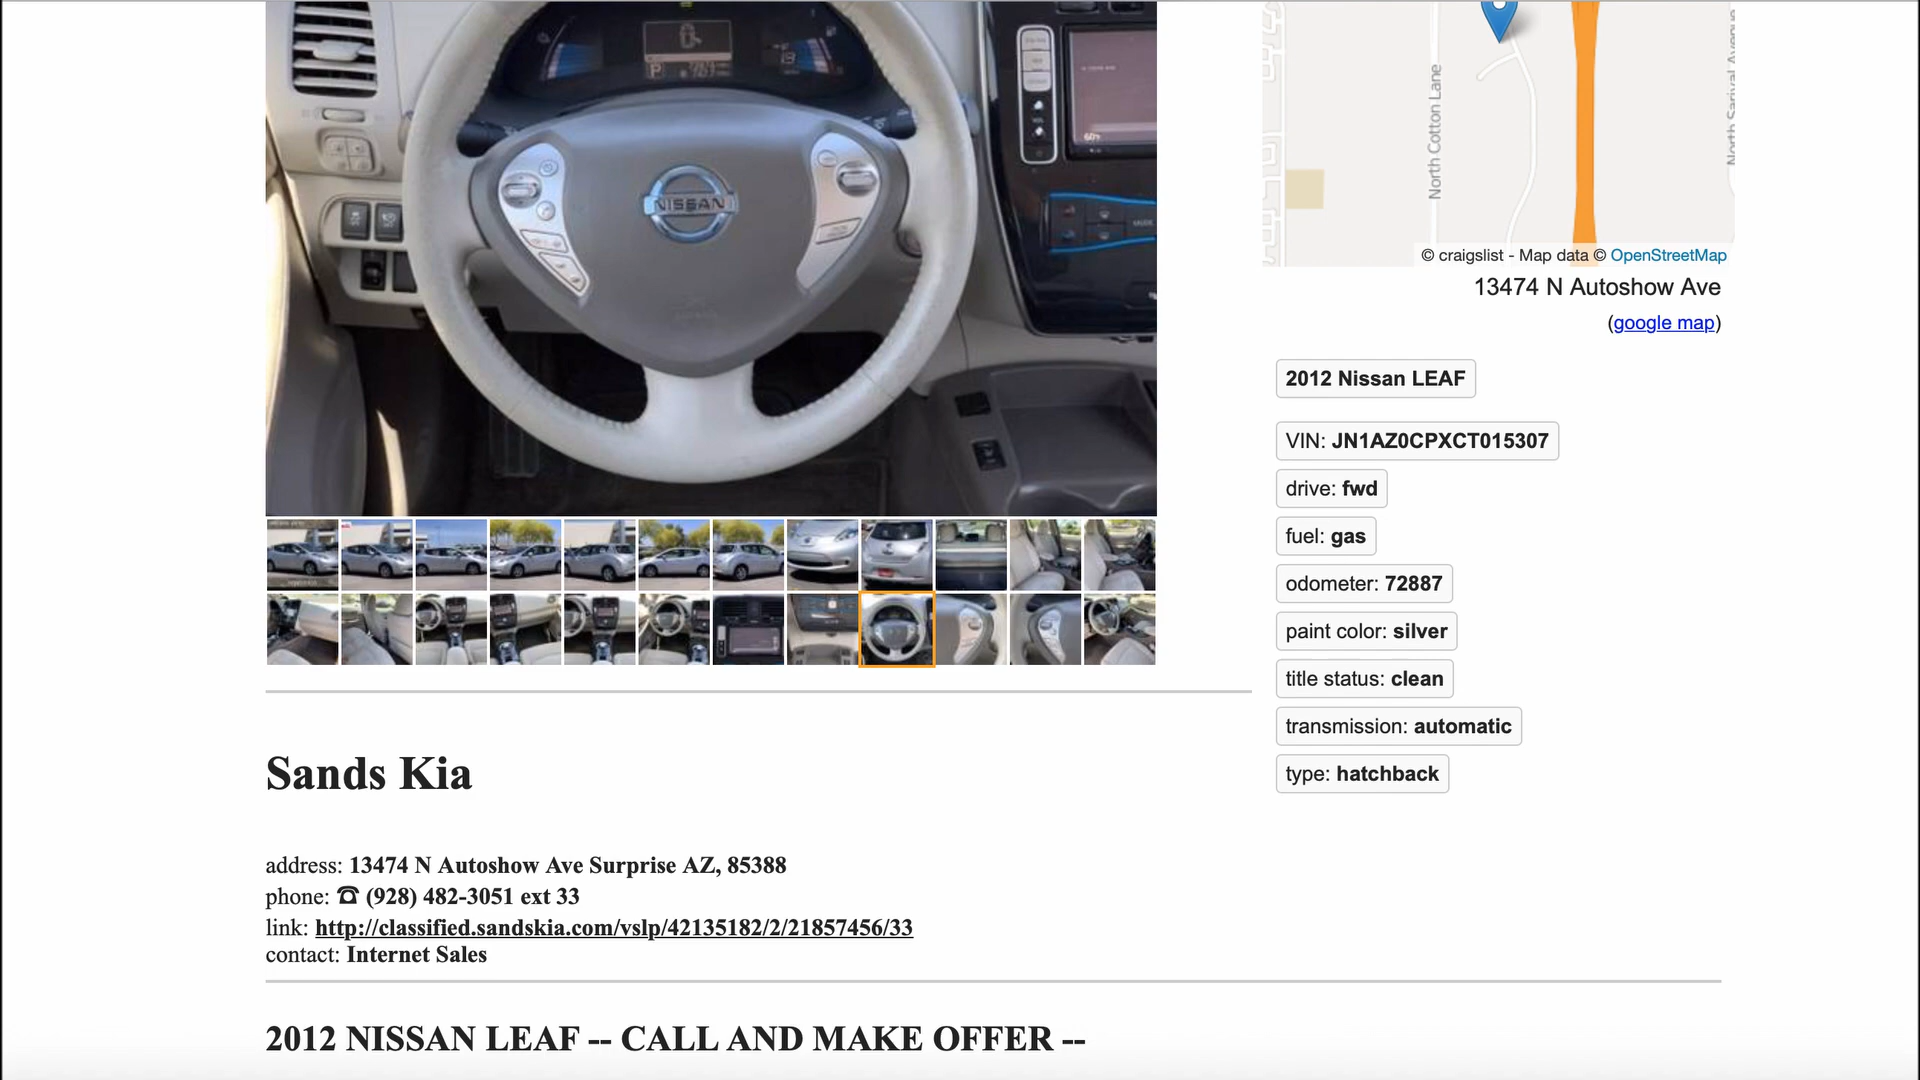 NISSAN
P
North Cotton Lane
North Sarival Avenue
© craigslist - Map data © OpenStreetMap
13474 N Autoshow Ave
(google map)
2012 Nissan LEAF
VIN: JN1AZ0CPXCT015307
drive: fwd
fuel: gas
odometer: 72887
paint color: silver
title status: clean
transmission: automatic
type: hatchback
Sands Kia
address: 13474 N Autoshow Ave Surprise AZ, 85388
phone: ☎ (928) 482-3051 ext 33
link: http://classified.sandskia.com/vslp/42135182/2/21857456/33
contact: Internet Sales
2012 NISSAN LEAF -- CALL AND MAKE OFFER --